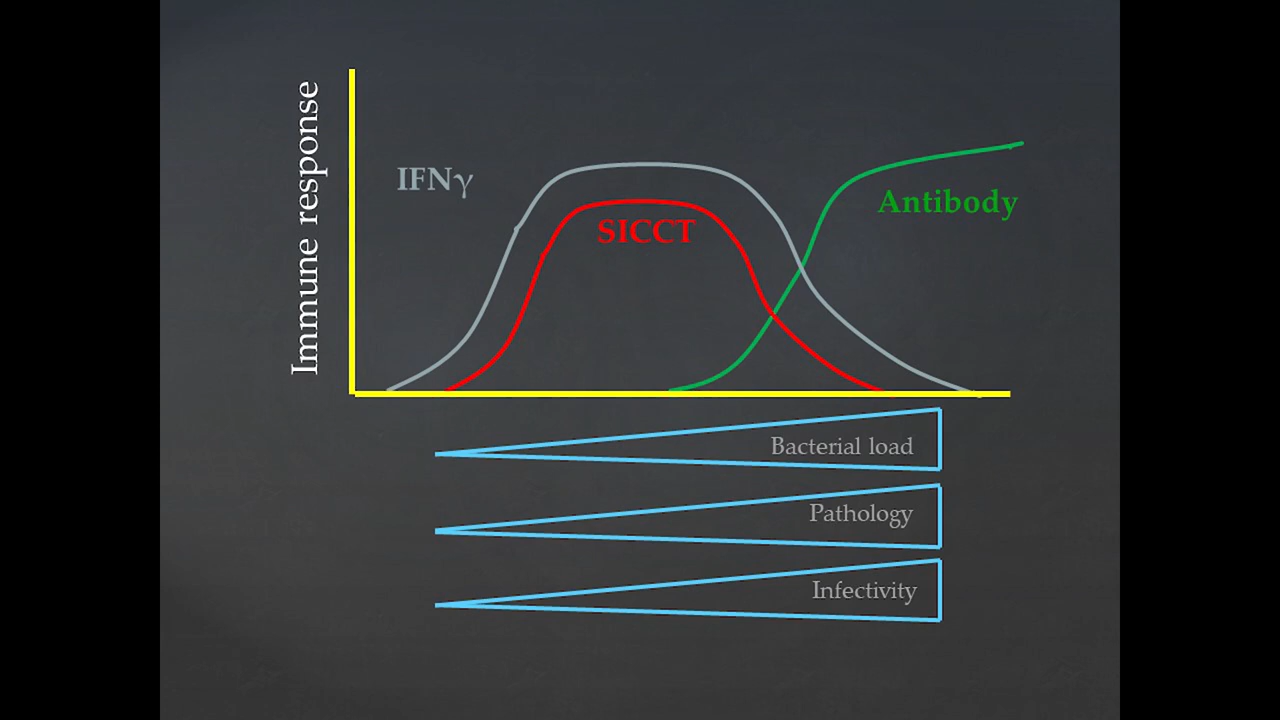 Immune response
IFNγ
SICCT
Antibody
Bacterial load
Pathology
Infectivity